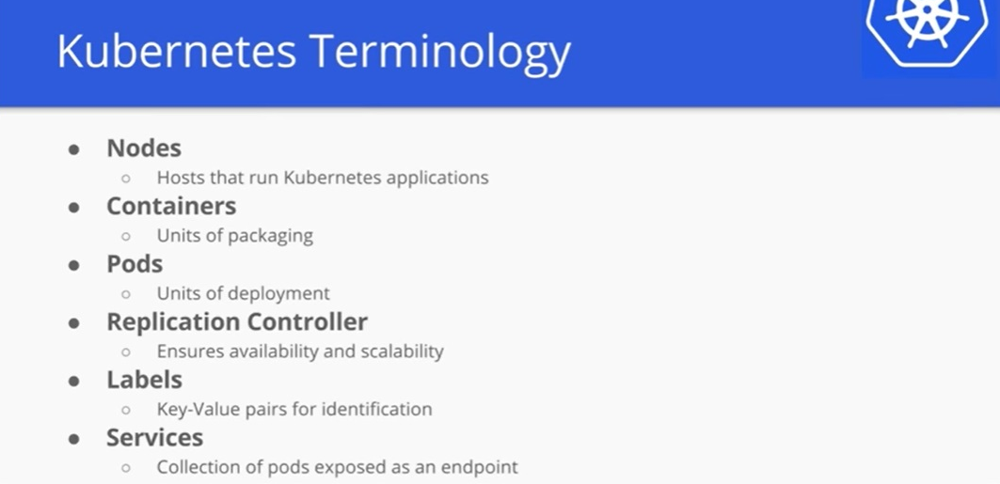 Kubernetes Terminology
● Nodes
○ Hosts that run Kubernetes applications
● Containers
○ Units of packaging
● Pods
○ Units of deployment
● Replication Controller
○ Ensures availability and scalability
● Labels
○ Key-Value pairs for identification
● Services
○ Collection of pods exposed as an endpoint